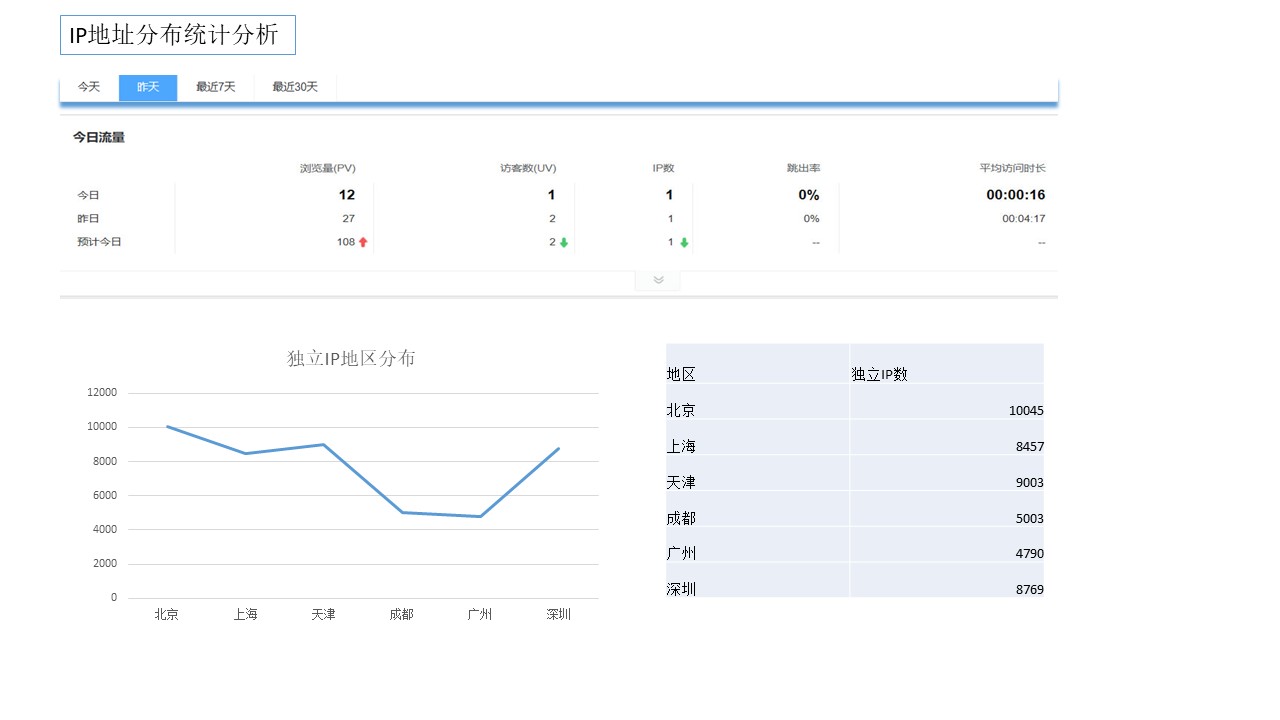 IP地址分布统计分析
今天 昨天 最近7天 最近30天
今日流量
浏览量(PV) 访客数(UV) IP数 跳出率 平均访问时长
今日 12 1 1 0% 00:00:16
昨日 27 2 1 0% 00:04:17
预计今日 108 2 1 -- --
独立IP地区分布
12000
10000
8000
6000
4000
2000
0
北京 上海 天津 成都 广州 深圳
地区 独立IP数
北京 10045
上海 8457
天津 9003
成都 5003
广州 4790
深圳 8769